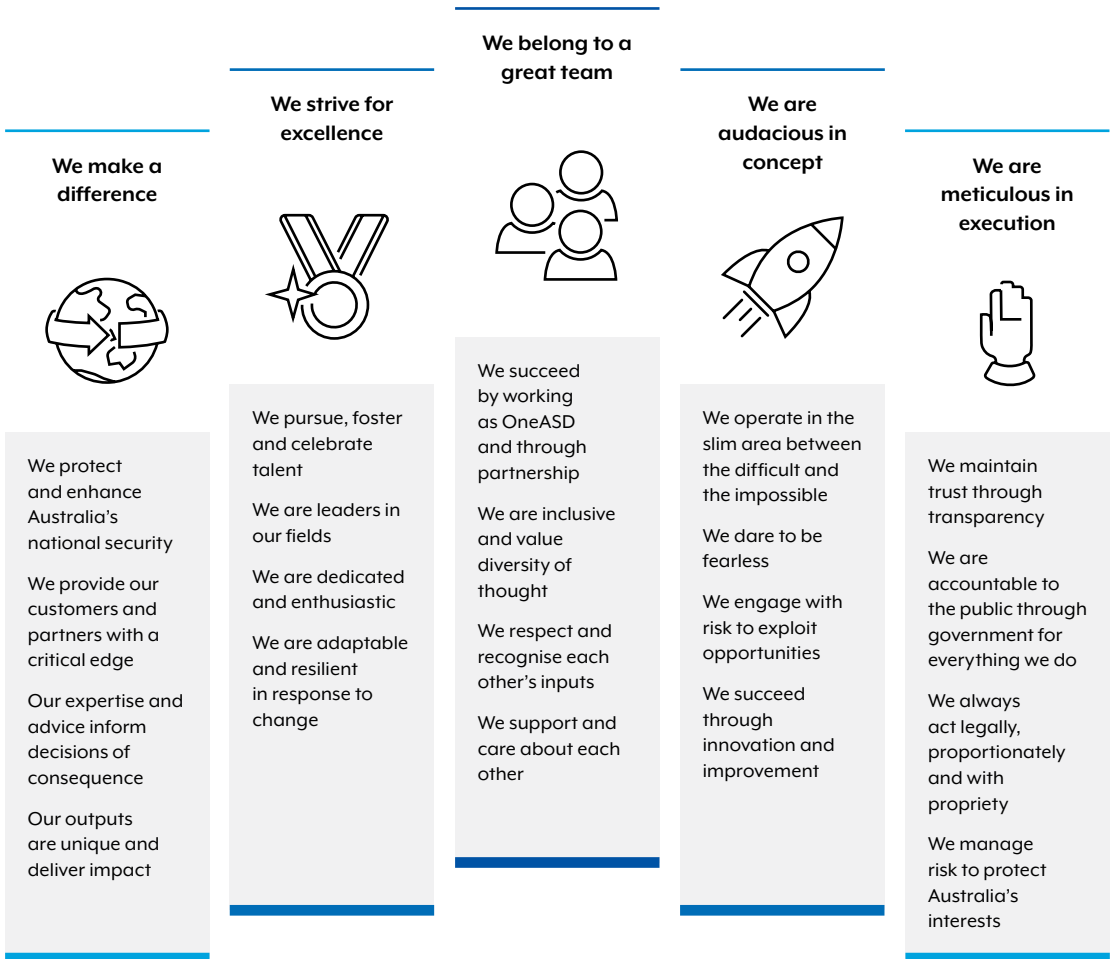 We make a
difference
We protect
and enhance
Australia’s
national security
We provide our
customers and
partners with a
critical edge
Our expertise and
advice inform
decisions of
consequence
Our outputs
are unique and
deliver impact
We strive for
excellence
We pursue, foster
and celebrate
talent
We are leaders in
our fields
We are dedicated
and enthusiastic
We are adaptable
and resilient
in response to
change
We belong to a
great team
We succeed
by working
as OneASD
and through
partnership
We are inclusive
and value
diversity of
thought
We respect and
recognise each
other’s inputs
We support and
care about each
other
We are
audacious in
concept
We operate in the
slim area between
the difficult and
the impossible
We dare to be
fearless
We engage with
risk to exploit
opportunities
We succeed
through
innovation and
improvement
We are
meticulous in
execution
We maintain
trust through
transparency
We are
accountable to
the public through
government for
everything we do
We always
act legally,
proportionately
and with
propriety
We manage
risk to protect
Australia’s
interests